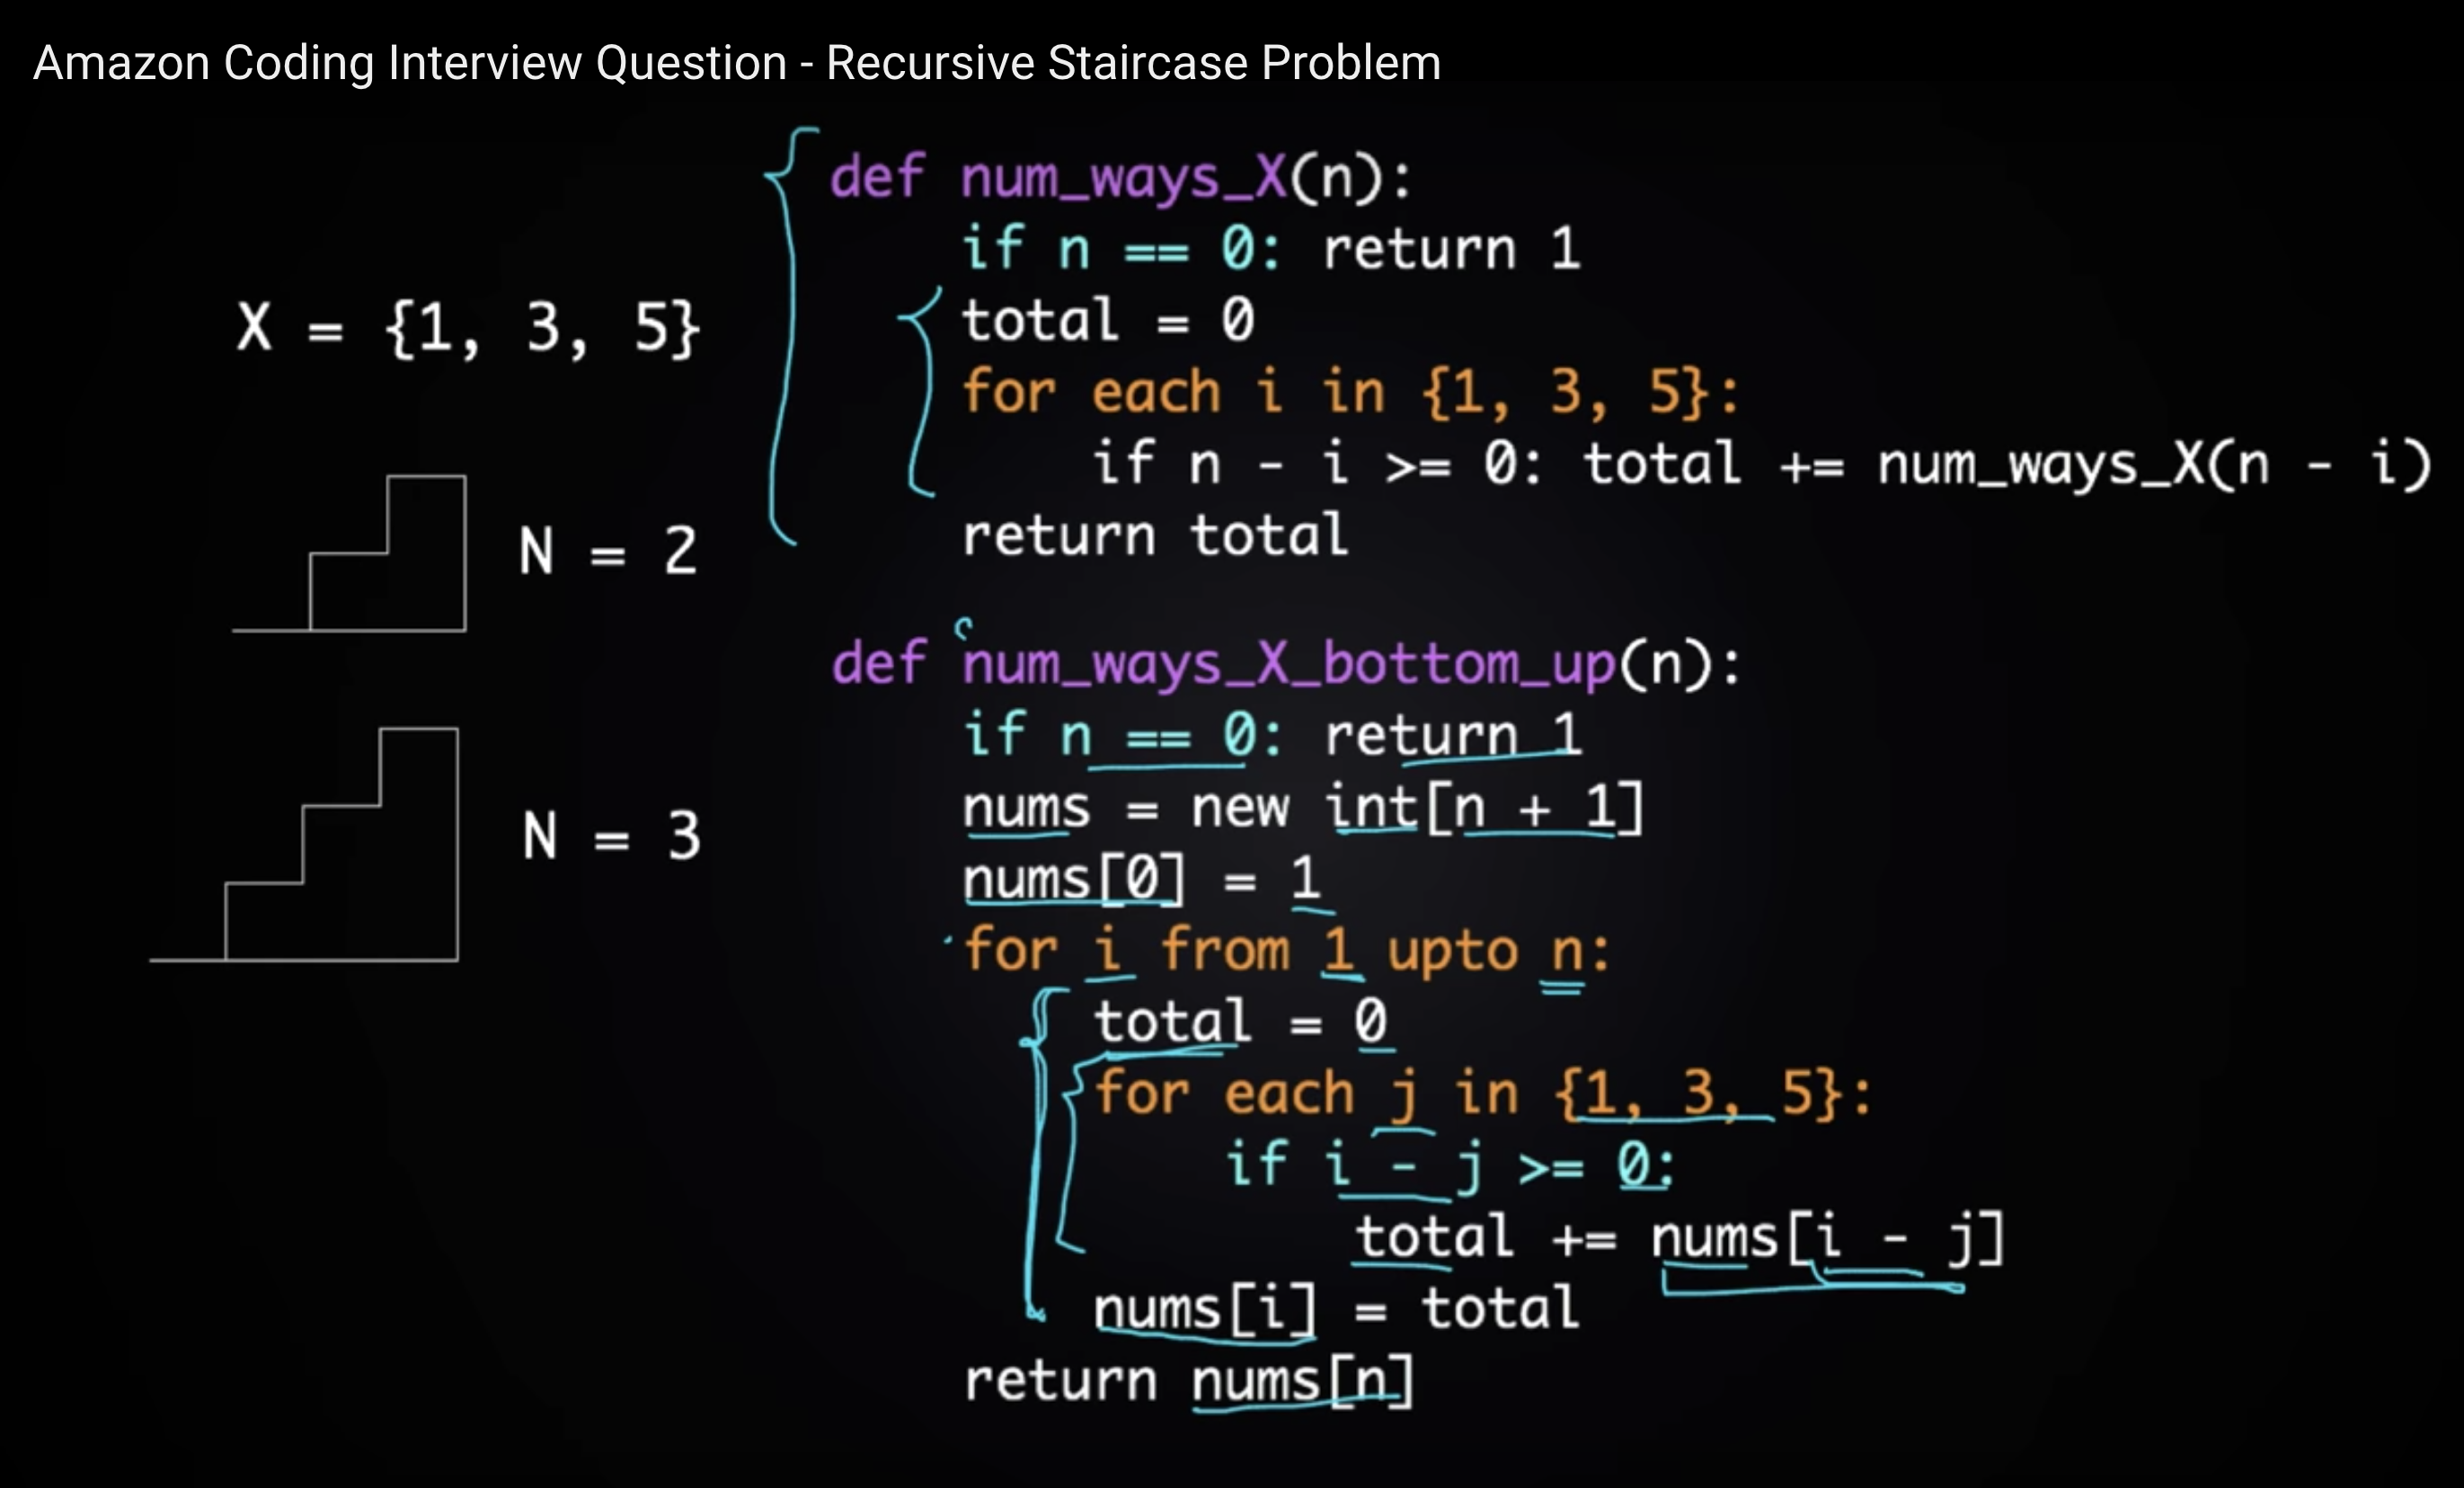 Amazon Coding Interview Question - Recursive Staircase Problem
X = {1, 3, 5}
N = 2
N = 3
def num_ways_X(n):
if n == 0: return 1
total = 0
for each i in {1, 3, 5}:
if n - i >= 0: total += num_ways_X(n - i)
return total
def num_ways_X_bottom_up(n):
if n == 0: return 1
nums = new int[n + 1]
nums[0] = 1
for i from 1 upto n:
total = 0
for each j in {1, 3, 5}:
if i - j >= 0:
total += nums[i - j]
nums[i] = total
return nums[n]